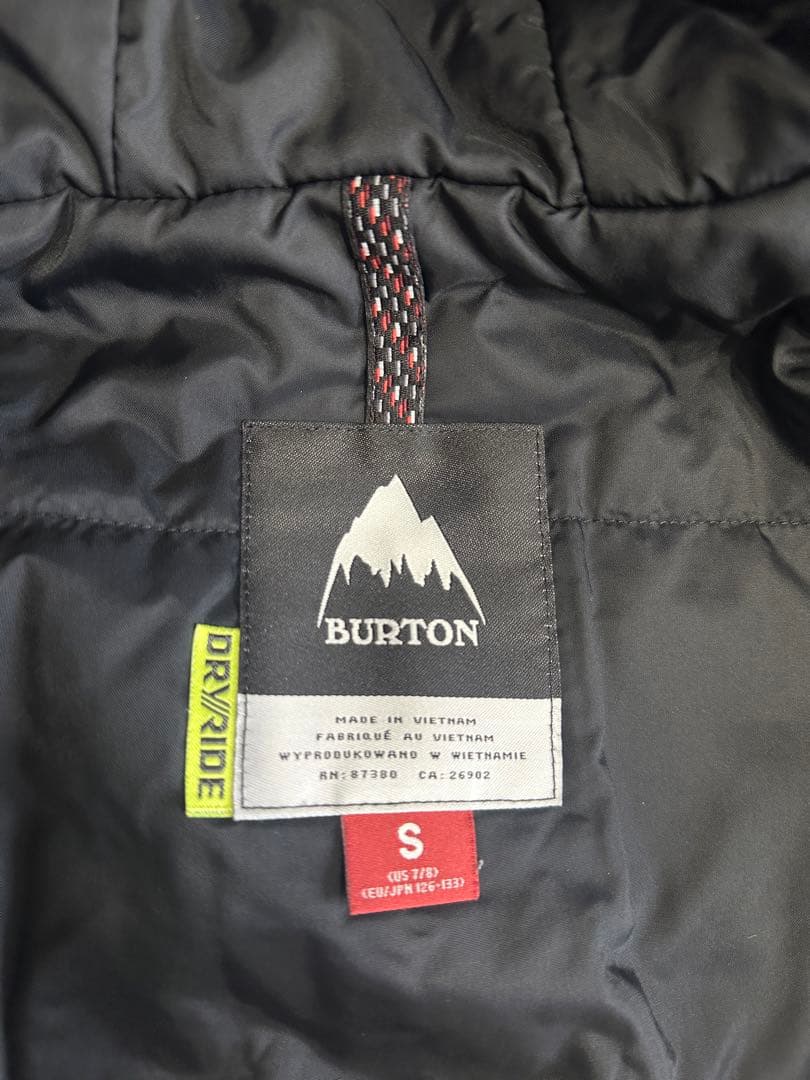 BURTON
DRY//RIDE
MADE IN VIETNAM
FABRIQUÉ AU VIETNAM
WYPRODUKOWANO W WIETNAMIE
RN: 87380 CA: 26902
S
<US 7/8>
<EU/JPN 126-133>